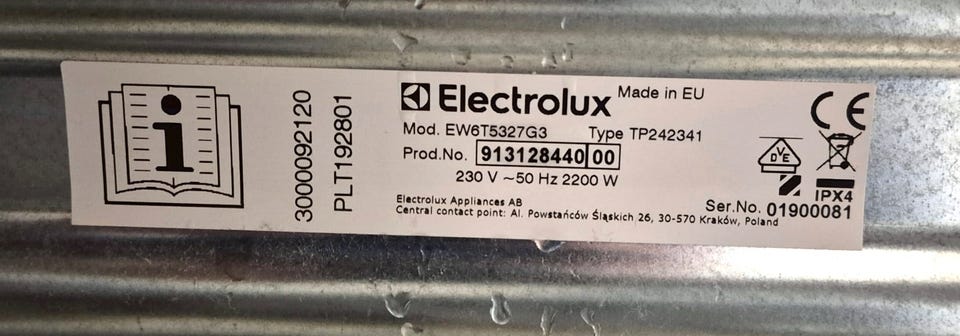 i
3000092120
PLT192801
Electrolux Made in EU
Mod. EW6T5327G3 Type TP242341
Prod.No. 913128440 00
230 V ~50 Hz 2200 W
Electrolux Appliances AB
Central contact point: Al. Powstańców Śląskich 26, 30-570 Kraków, Poland
CE
DVE
IPX4
Ser.No. 01900081